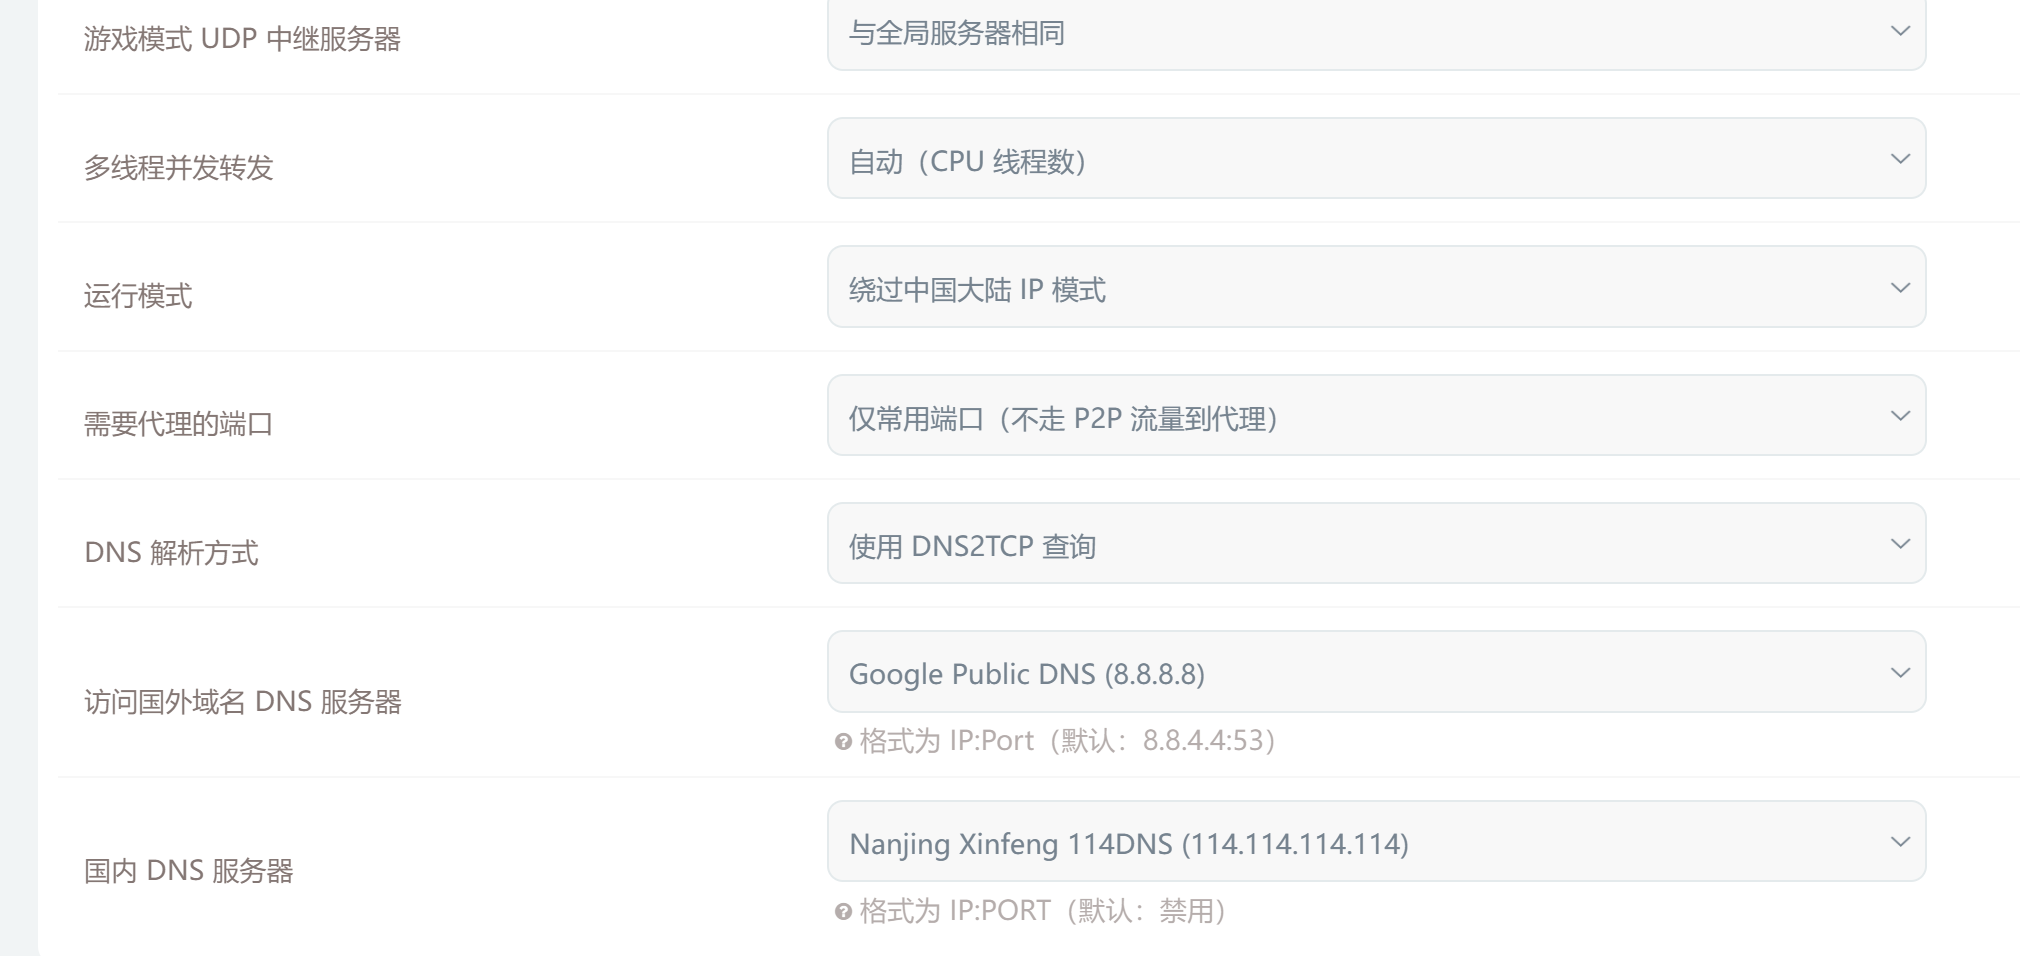 游戏模式 UDP 中继服务器
与全局服务器相同
多线程并发转发
自动（CPU 线程数）
运行模式
绕过中国大陆 IP 模式
需要代理的端口
仅常用端口（不走 P2P 流量到代理）
DNS 解析方式
使用 DNS2TCP 查询
访问国外域名 DNS 服务器
Google Public DNS (8.8.8.8)
格式为 IP:Port（默认：8.8.4.4:53）
国内 DNS 服务器
Nanjing Xinfeng 114DNS (114.114.114.114)
格式为 IP:PORT（默认：禁用）